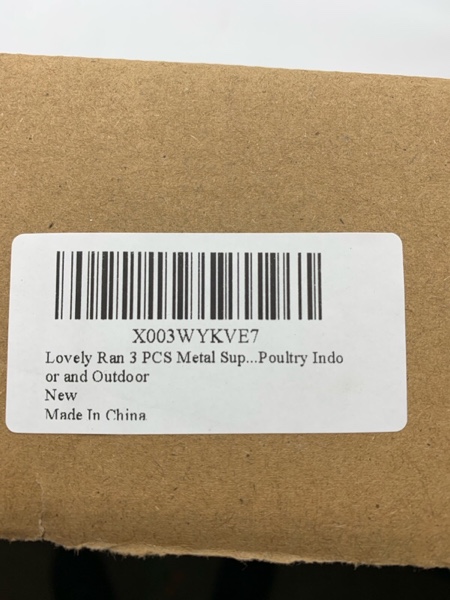 X003WYKVE7
Lovely Ran 3 PCS Metal Sup...Poultry Indo
or and Outdoor
New
Made In China